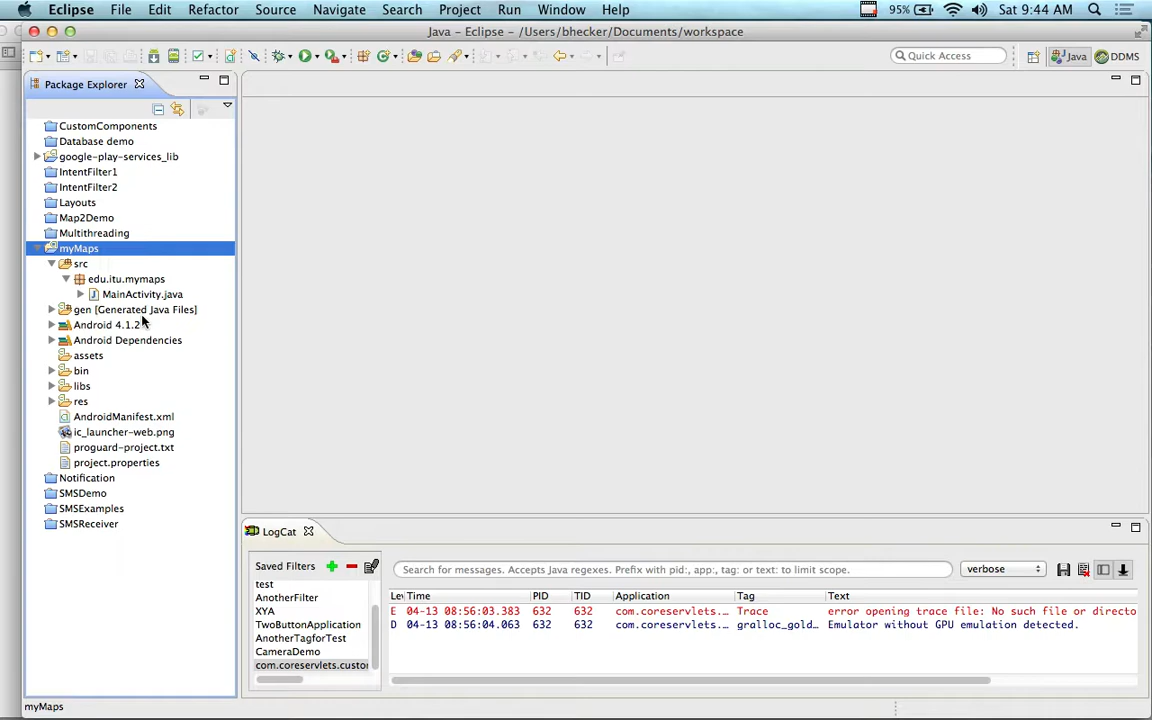 Eclipse File Edit Refactor Source Navigate Search Project Run Window Help 95% Sat 9:44 AM
Java – Eclipse – /Users/bhecker/Documents/workspace
Quick Access Java DDMS
Package Explorer
CustomComponents
Database demo
google-play-services_lib
IntentFilter1
IntentFilter2
Layouts
Map2Demo
Multithreading
myMaps
src
edu.itu.mymaps
MainActivity.java
gen [Generated Java Files]
Android 4.1.2
Android Dependencies
assets
bin
libs
res
AndroidManifest.xml
ic_launcher-web.png
proguard-project.txt
project.properties
Notification
SMSDemo
SMSExamples
SMSReceiver
LogCat
Saved Filters
test
AnotherFilter
XYA
TwoButtonApplication
AnotherTagforTest
CameraDemo
com.coreservlets.custor
Search for messages. Accepts Java regexes. Prefix with pid:, app:, tag: or text: to limit scope. verbose
Le Time PID TID Application Tag Text
E 04-13 08:56:03.383 632 632 com.coreservlets.… Trace error opening trace file: No such file or directo
D 04-13 08:56:04.063 632 632 com.coreservlets.… gralloc_gold… Emulator without GPU emulation detected.
myMaps